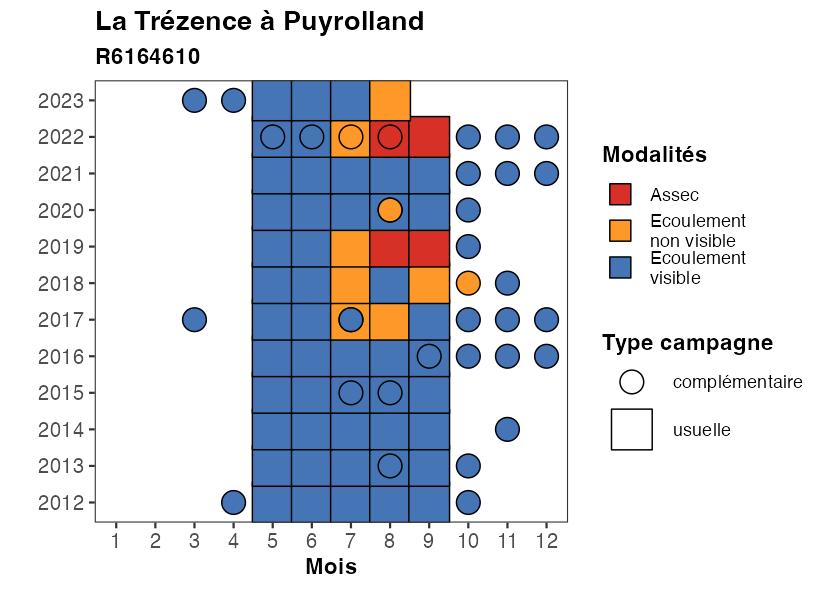 La Trézence à Puyrolland
R6164610
2023
2022
2021
2020
2019
2018
2017
2016
2015
2014
2013
2012
1 2 3 4 5 6 7 8 9 10 11 12
Mois
Modalités
Assec
Ecoulement
non visible
Ecoulement
visible
Type campagne
complémentaire
usuelle